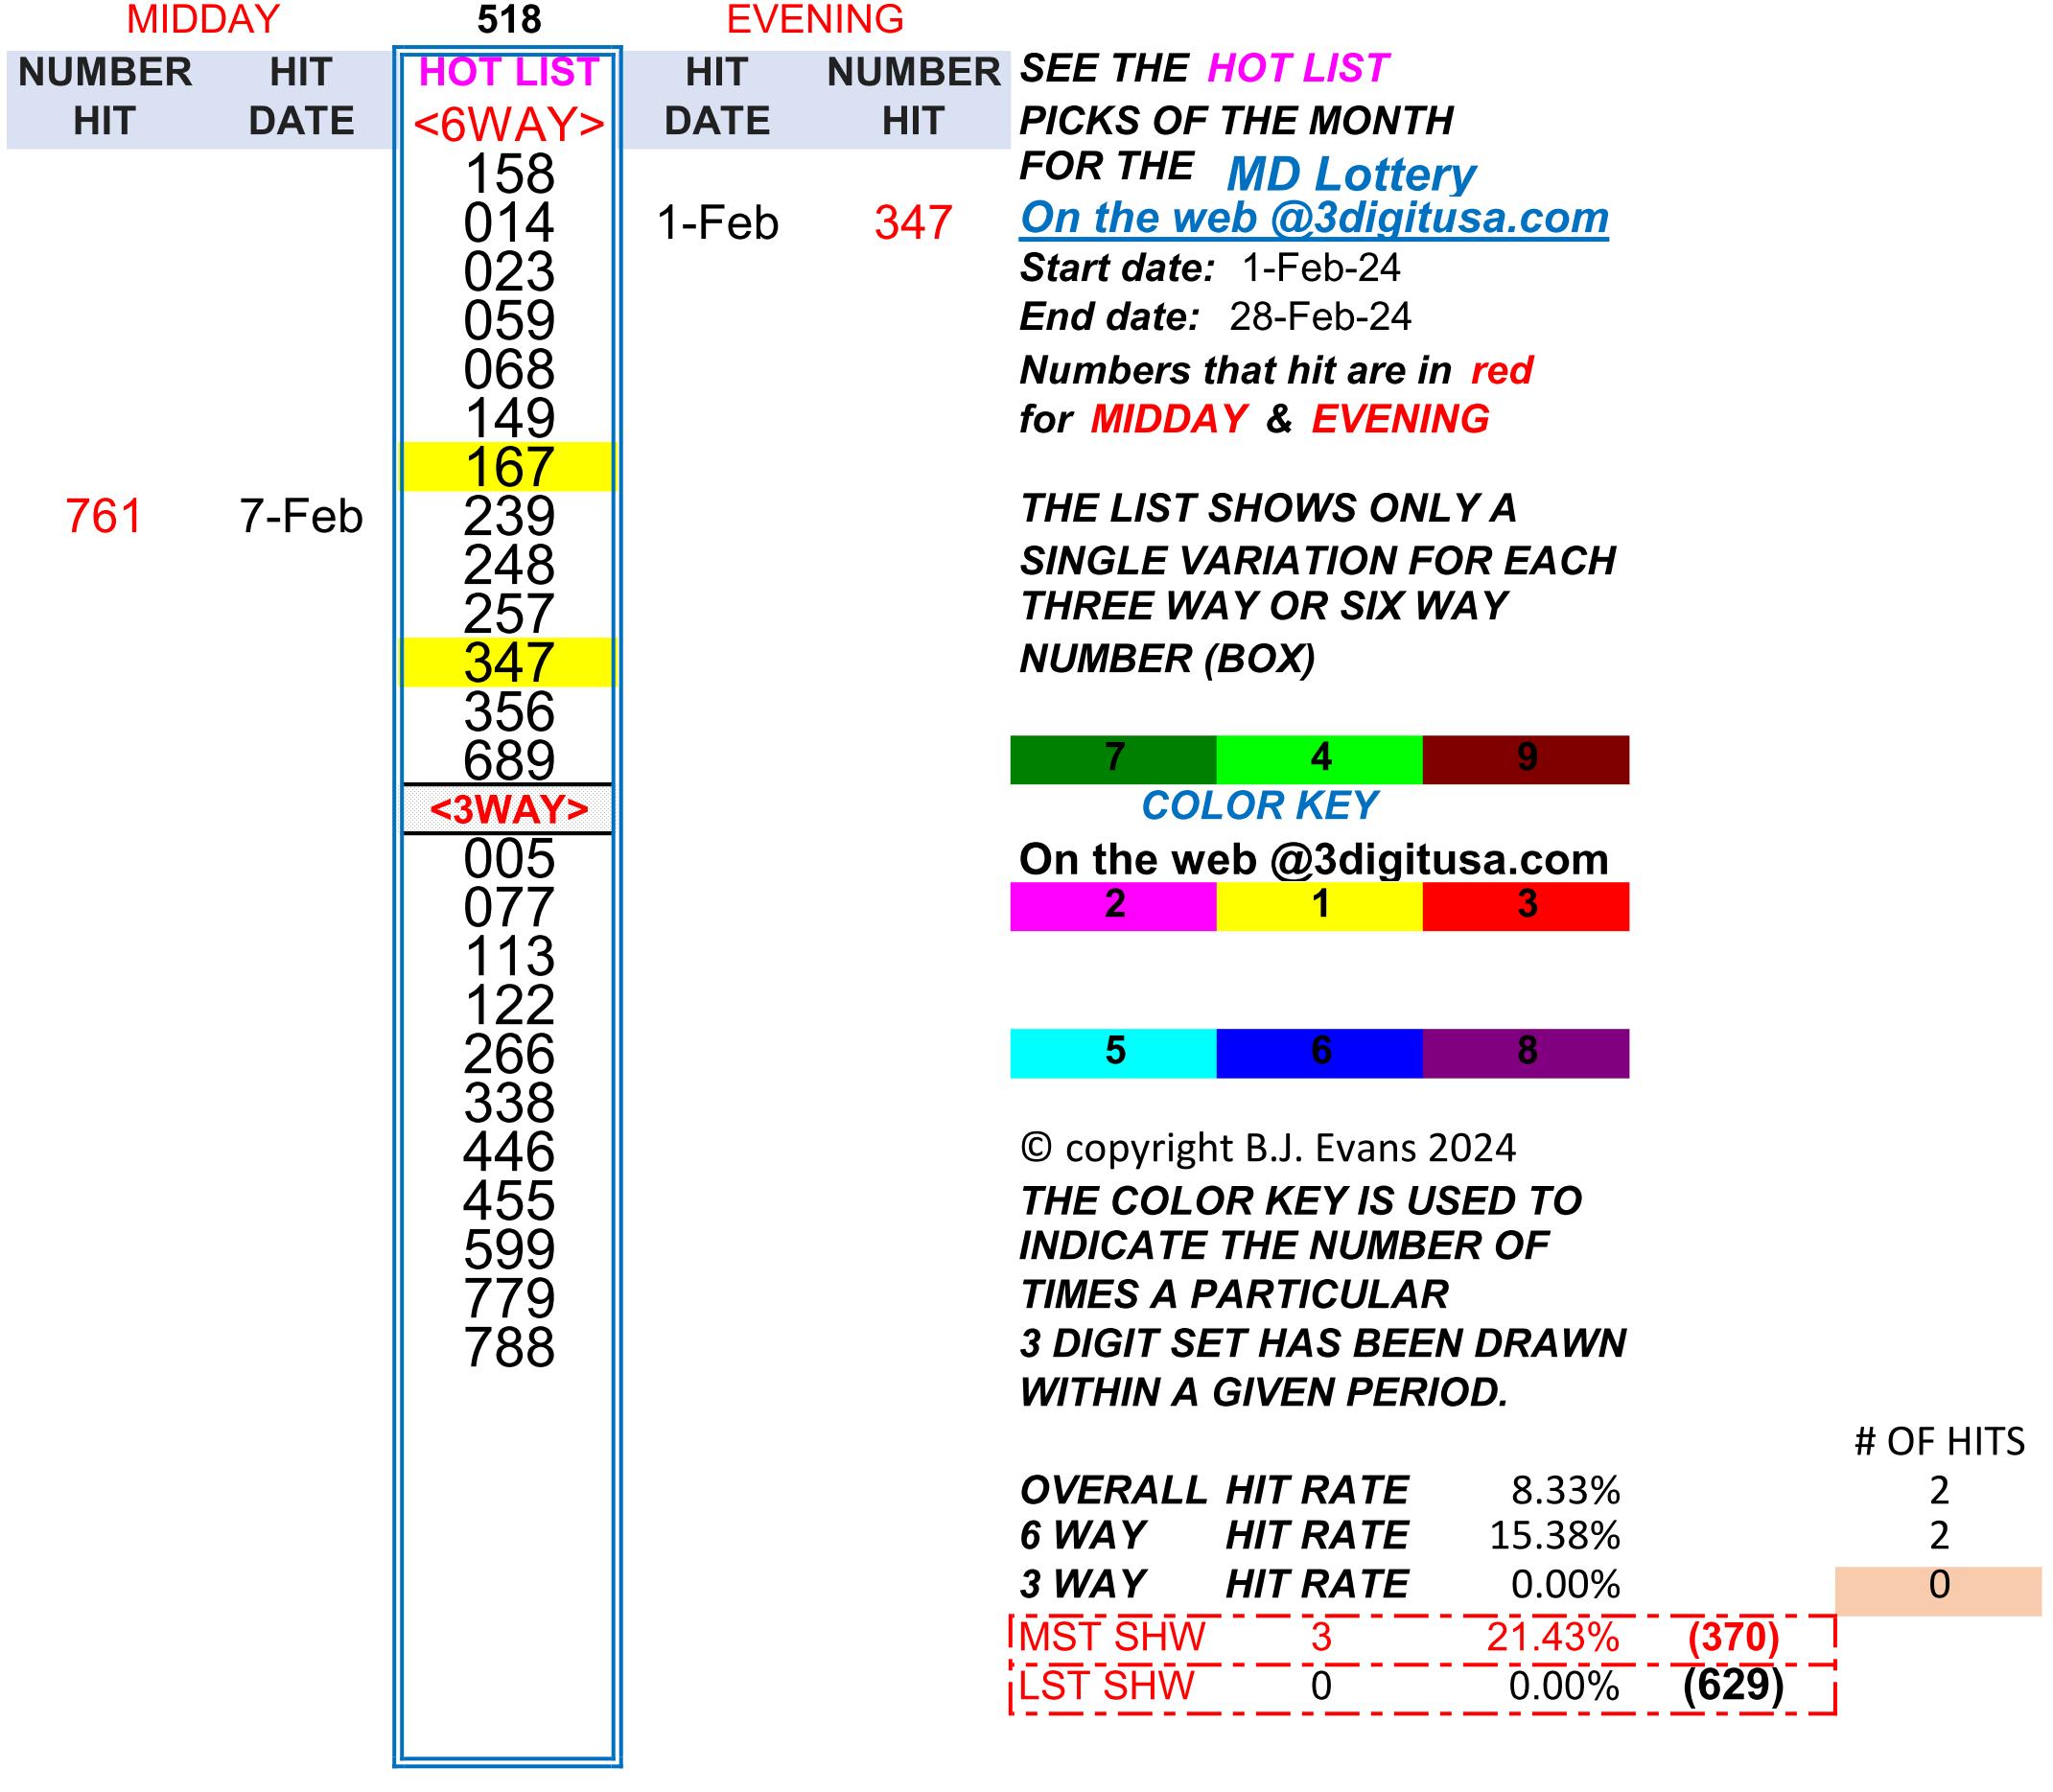 MIDDAY 518 EVENING
NUMBER HIT HOT LIST HIT NUMBER SEE THE HOT LIST
HIT DATE <6WAY> DATE HIT PICKS OF THE MONTH
158 FOR THE MD Lottery
014 1-Feb 347 On the web @3digitusa.com
023 Start date: 1-Feb-24
059 End date: 28-Feb-24
068 Numbers that hit are in red
149 for MIDDAY & EVENING
167
761 7-Feb 239 THE LIST SHOWS ONLY A
248 SINGLE VARIATION FOR EACH
257 THREE WAY OR SIX WAY
347 NUMBER (BOX)
356
689 7 4 9
<3WAY> COLOR KEY
005 On the web @3digitusa.com
077 2 1 3
113
122
266 5 6 8
338
446 © copyright B.J. Evans 2024
455 THE COLOR KEY IS USED TO
599 INDICATE THE NUMBER OF
779 TIMES A PARTICULAR
788 3 DIGIT SET HAS BEEN DRAWN
WITHIN A GIVEN PERIOD.
# OF HITS
OVERALL HIT RATE 8.33% 2
6 WAY HIT RATE 15.38% 2
3 WAY HIT RATE 0.00% 0
MST SHW 3 21.43% (370)
LST SHW 0 0.00% (629)